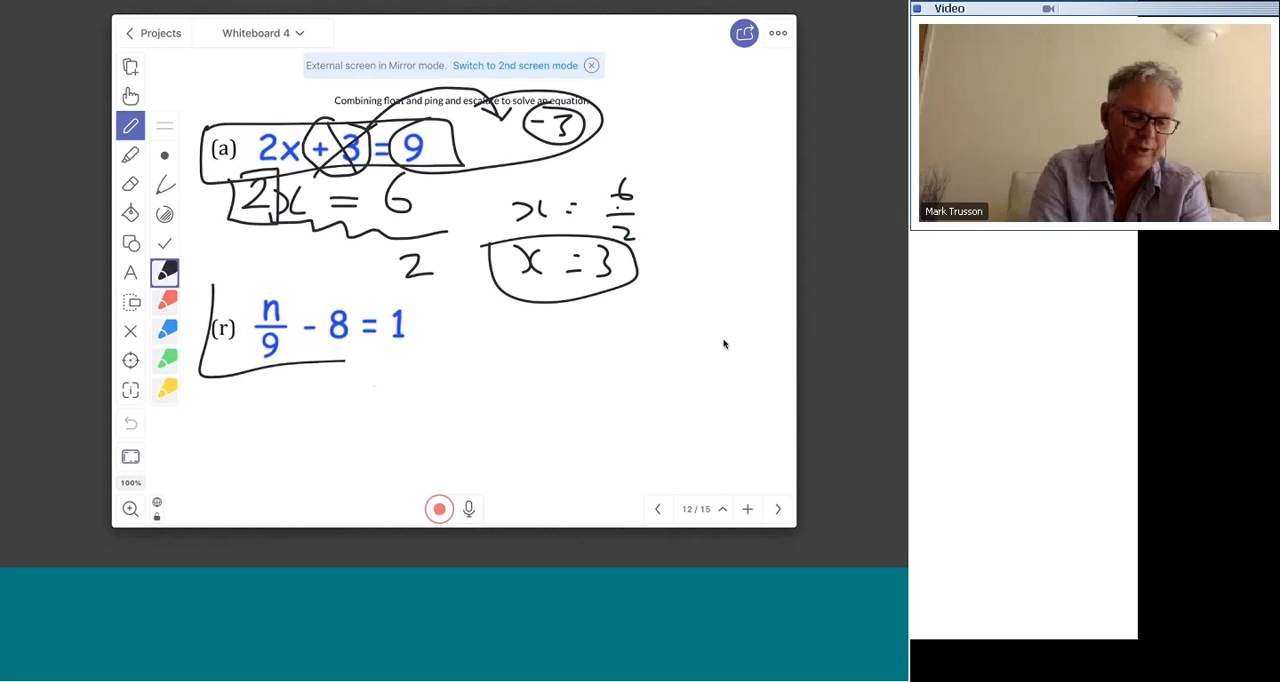 Video
Projects
Whiteboard 4
External screen in Mirror mode. Switch to 2nd screen mode
Combining float and ping and escalate to solve an equation
(a) 2x + 3 = 9
-3
2x = 6
2
x = 6/2
x = 3
(r) n/9 - 8 = 1
Mark Trusson
100%
12 / 15